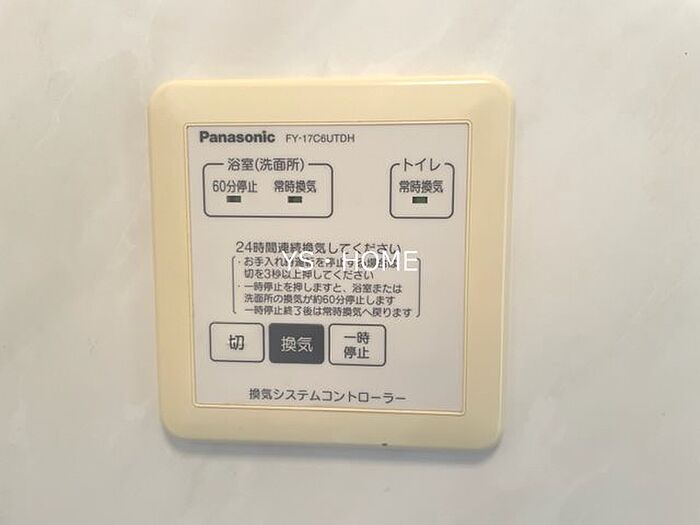 Panasonic FY-17C6UTDH
浴室(洗面所)
60分停止 常時換気
トイレ
常時換気
24時間連続換気してください
・お手入れ
切を3秒以上押してください
・一時停止を押しますと、浴室または
洗面所の換気が約60分停止します
一時停止終了後は常時換気へ戻ります
YS・HOME
切 換気 一時
停止
換気システムコントローラー